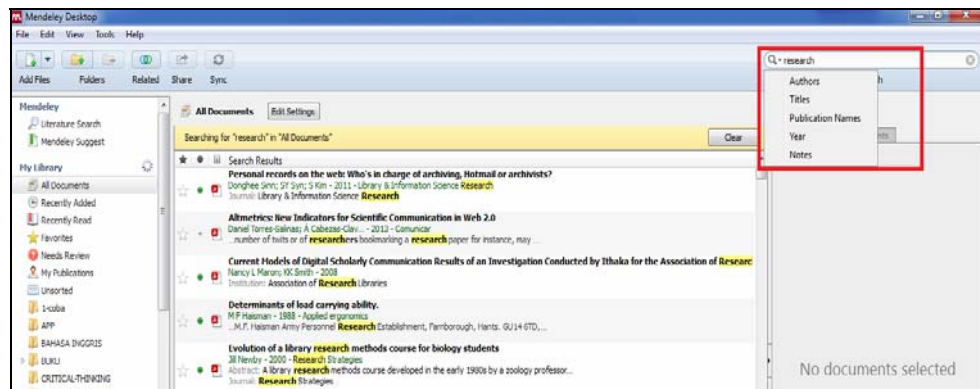 Mendeley Desktop
File Edit View Tools Help
Add Files Folders Related Share Sync
research
Authors
Titles
Publication Names
Year
Notes
Mendeley
Literature Search
Mendeley Suggest
My Library
All Documents
Recently Added
Recently Read
Favorites
Needs Review
My Publications
Unsorted
1-coba
APP
BAHASA INGGRIS
BUKU
CRITICAL-THINKING
All Documents Edit Settings
Searching for "research" in "All Documents" Clear
Search Results
Personal records on the web: Who's in charge of archiving, Hotmail or archivists?
Donghee Sinn; SY Syn; S Kim - 2011 - Library & Information Science Research
Journal: Library & Information Science Research
Altmetrics: New Indicators for Scientific Communication in Web 2.0
Daniel Torres-Salinas; Á Cabezas-Clav... - 2013 - Comunicar
...number of twits or of researchers bookmarking a research paper for instance, may ...
Current Models of Digital Scholarly Communication Results of an Investigation Conducted by Ithaka for the Association of Researc
Nancy L Maron; KK Smith - 2008
Institution: Association of Research Libraries
Determinants of load carrying ability.
M F Haisman - 1988 - Applied ergonomics
...M.F. Haisman Army Personnel Research Establishment, Farnborough, Hants. GU14 6TD,...
Evolution of a library research methods course for biology students
Jill Newby - 2000 - Research Strategies
Abstract: A library research methods course developed in the early 1980s by a zoology professor...
Journal: Research Strategies
No documents selected